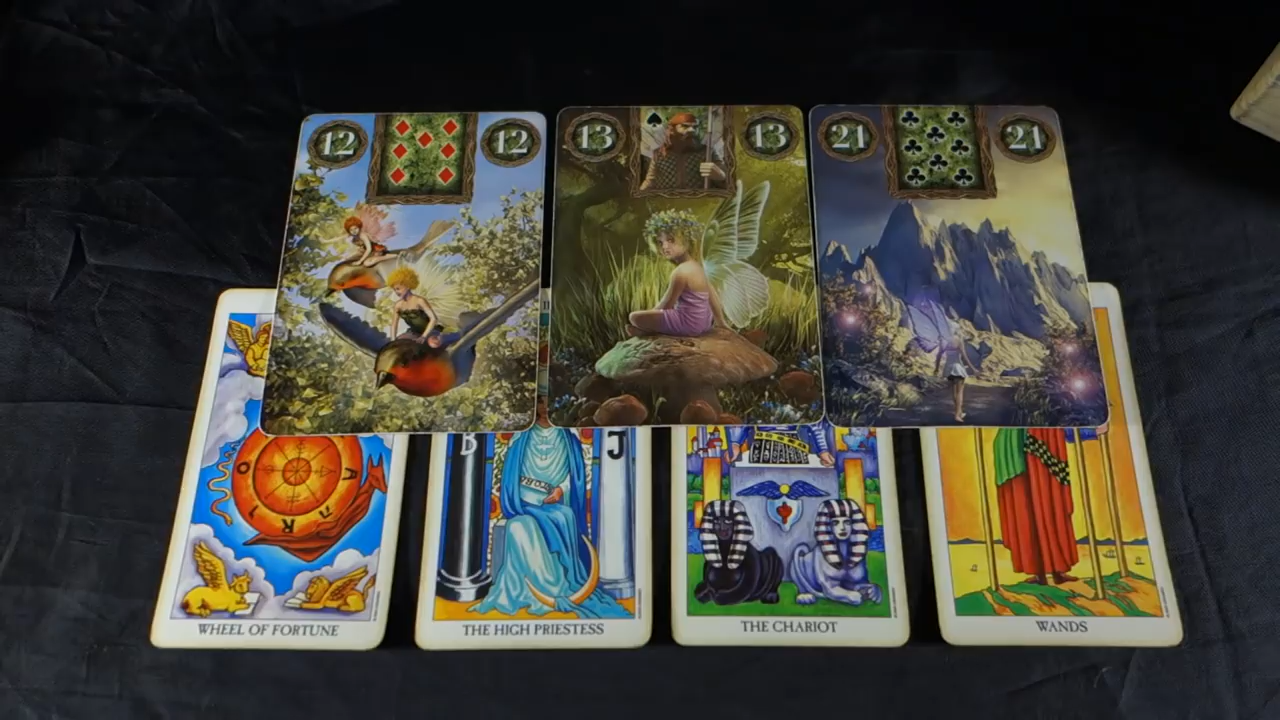 12 12
13 13
21 21
B
J
T
A
R
O
WHEEL OF FORTUNE
THE HIGH PRIESTESS
THE CHARIOT
WANDS